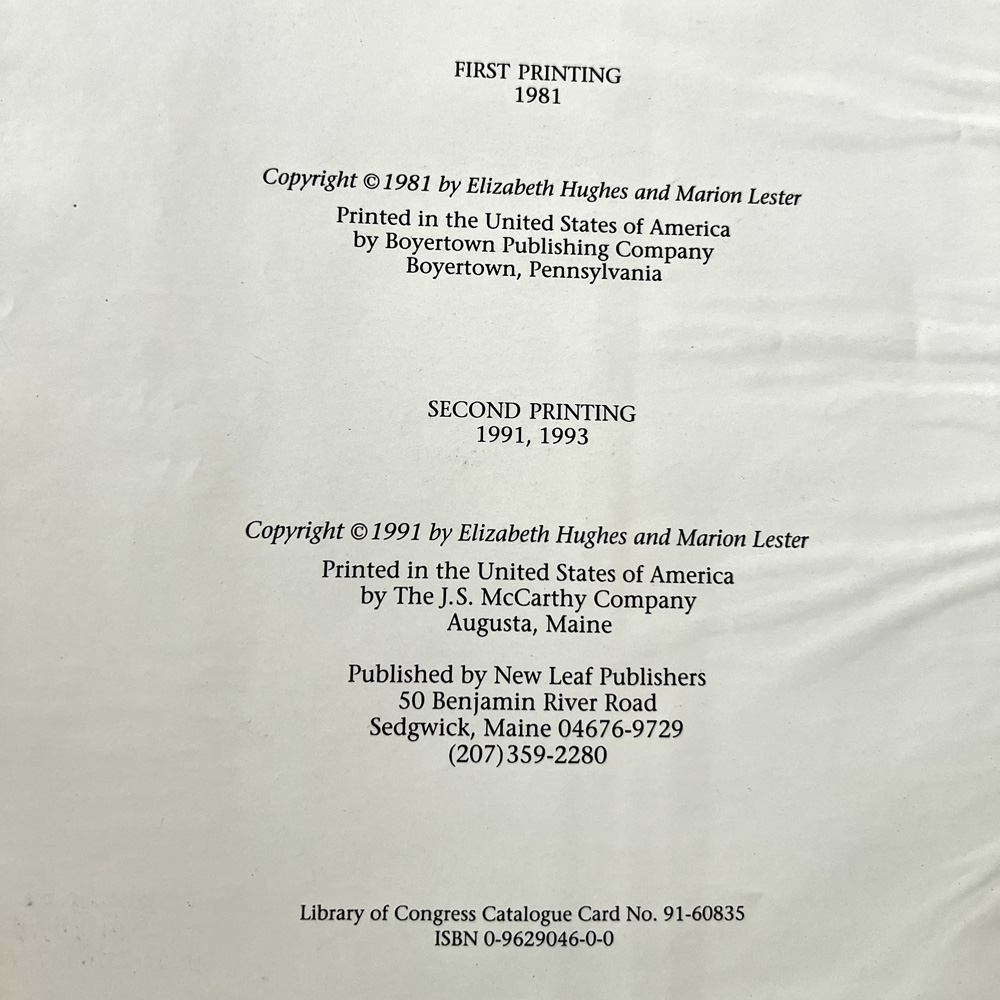 FIRST PRINTING
1981
Copyright ©1981 by Elizabeth Hughes and Marion Lester
Printed in the United States of America
by Boyertown Publishing Company
Boyertown, Pennsylvania
SECOND PRINTING
1991, 1993
Copyright ©1991 by Elizabeth Hughes and Marion Lester
Printed in the United States of America
by The J.S. McCarthy Company
Augusta, Maine
Published by New Leaf Publishers
50 Benjamin River Road
Sedgwick, Maine 04676-9729
(207)359-2280
Library of Congress Catalogue Card No. 91-60835
ISBN 0-9629046-0-0